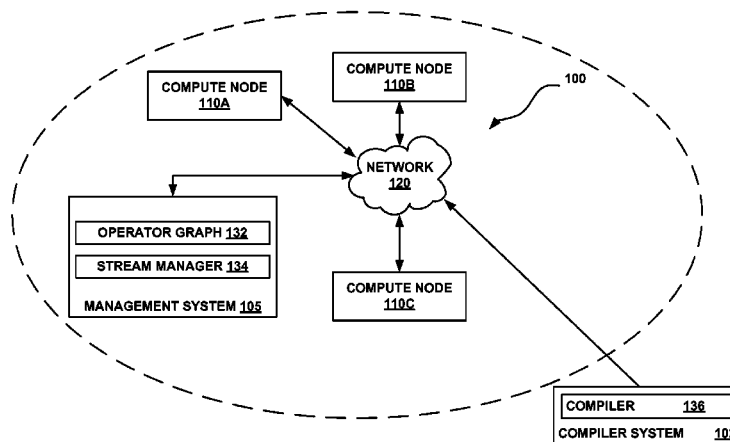 COMPUTE NODE
110B
COMPUTE NODE
110A
100
NETWORK
120
OPERATOR GRAPH 132
STREAM MANAGER 134
MANAGEMENT SYSTEM 105
COMPUTE NODE
110C
COMPILER 136
COMPILER SYSTEM